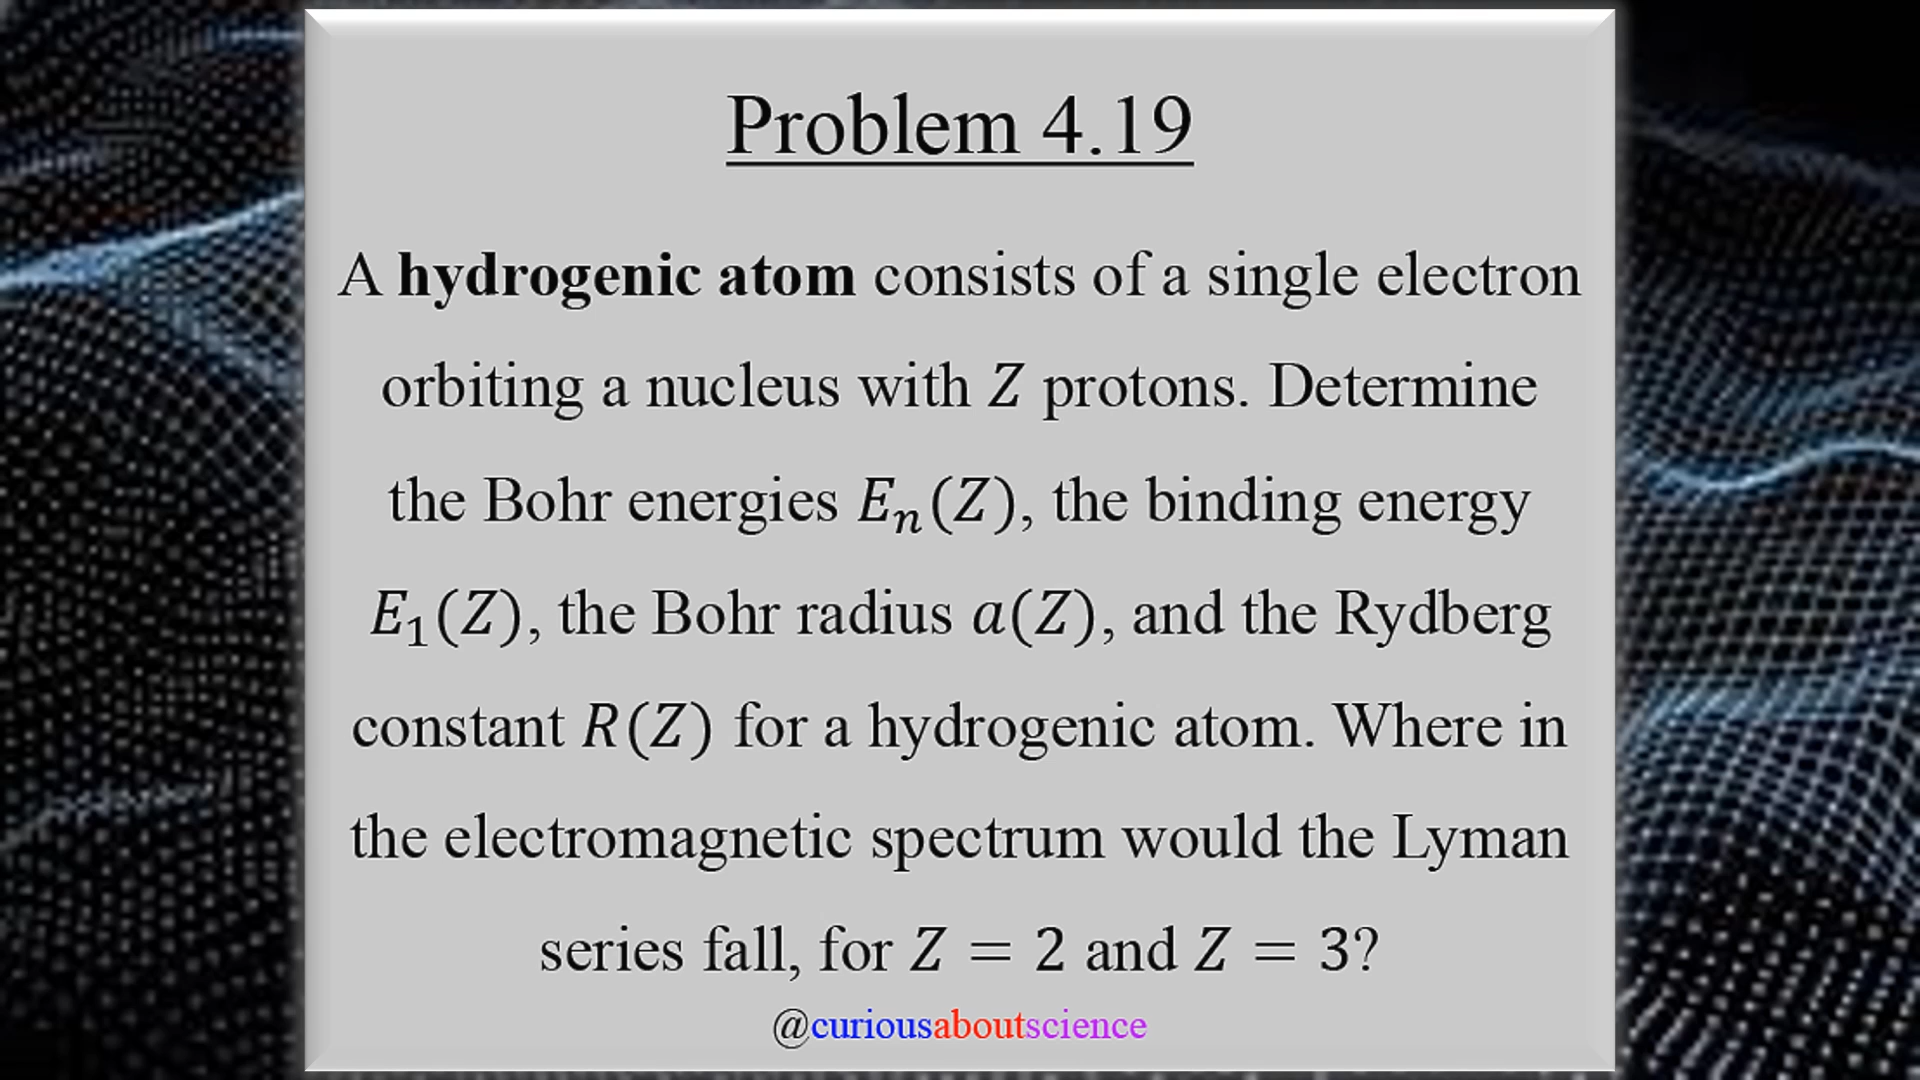 Problem 4.19
A hydrogenic atom consists of a single electron
orbiting a nucleus with Z protons. Determine
the Bohr energies Eₙ(Z), the binding energy
E₁(Z), the Bohr radius a(Z), and the Rydberg
constant R(Z) for a hydrogenic atom. Where in
the electromagnetic spectrum would the Lyman
series fall, for Z = 2 and Z = 3?
@curiousaboutscience